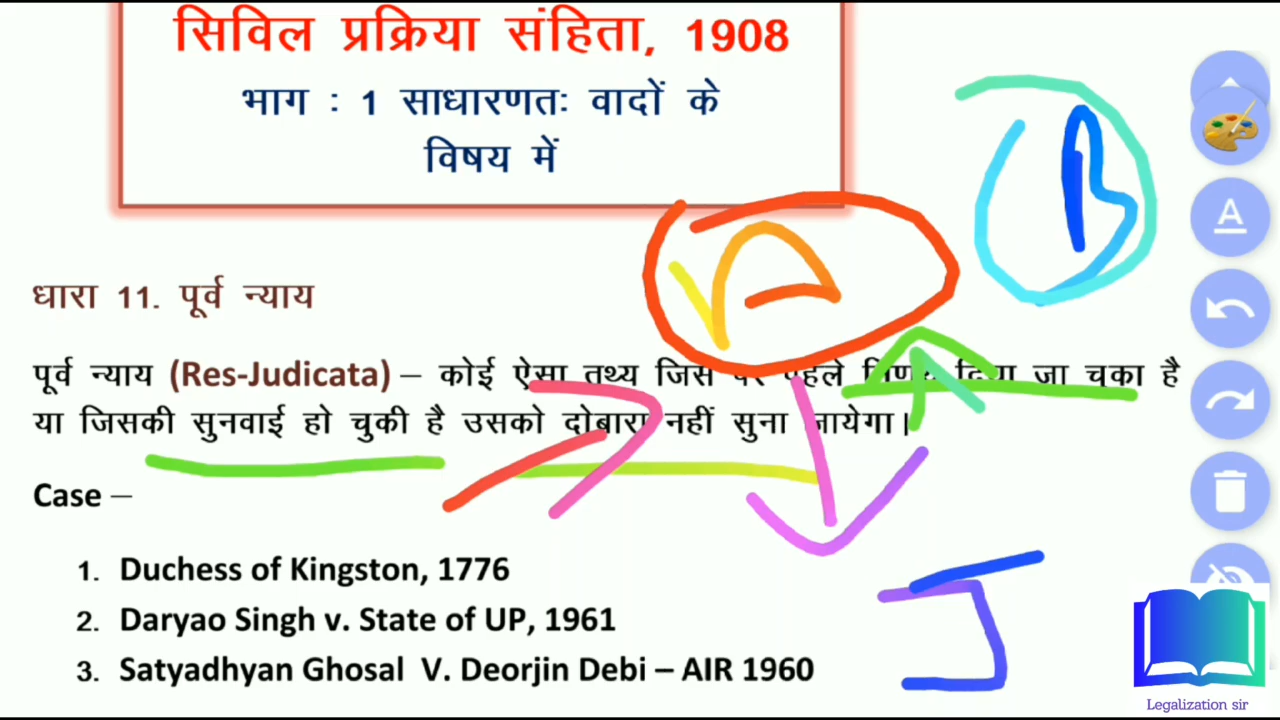 सिविल प्रक्रिया संहिता, 1908
भाग : 1 साधारणतः वादों के
विषय में
B
A
धारा 11. पूर्व न्याय
पूर्व न्याय (Res-Judicata) – कोई ऐसा तथ्य जिस पर पहले निर्णय दिया जा चुका है
या जिसकी सुनवाई हो चुकी है उसको दोबारा नहीं सुना जायेगा।
Case –
1. Duchess of Kingston, 1776
2. Daryao Singh v. State of UP, 1961
3. Satyadhyan Ghosal V. Deorjin Debi – AIR 1960
J
Legalization sir